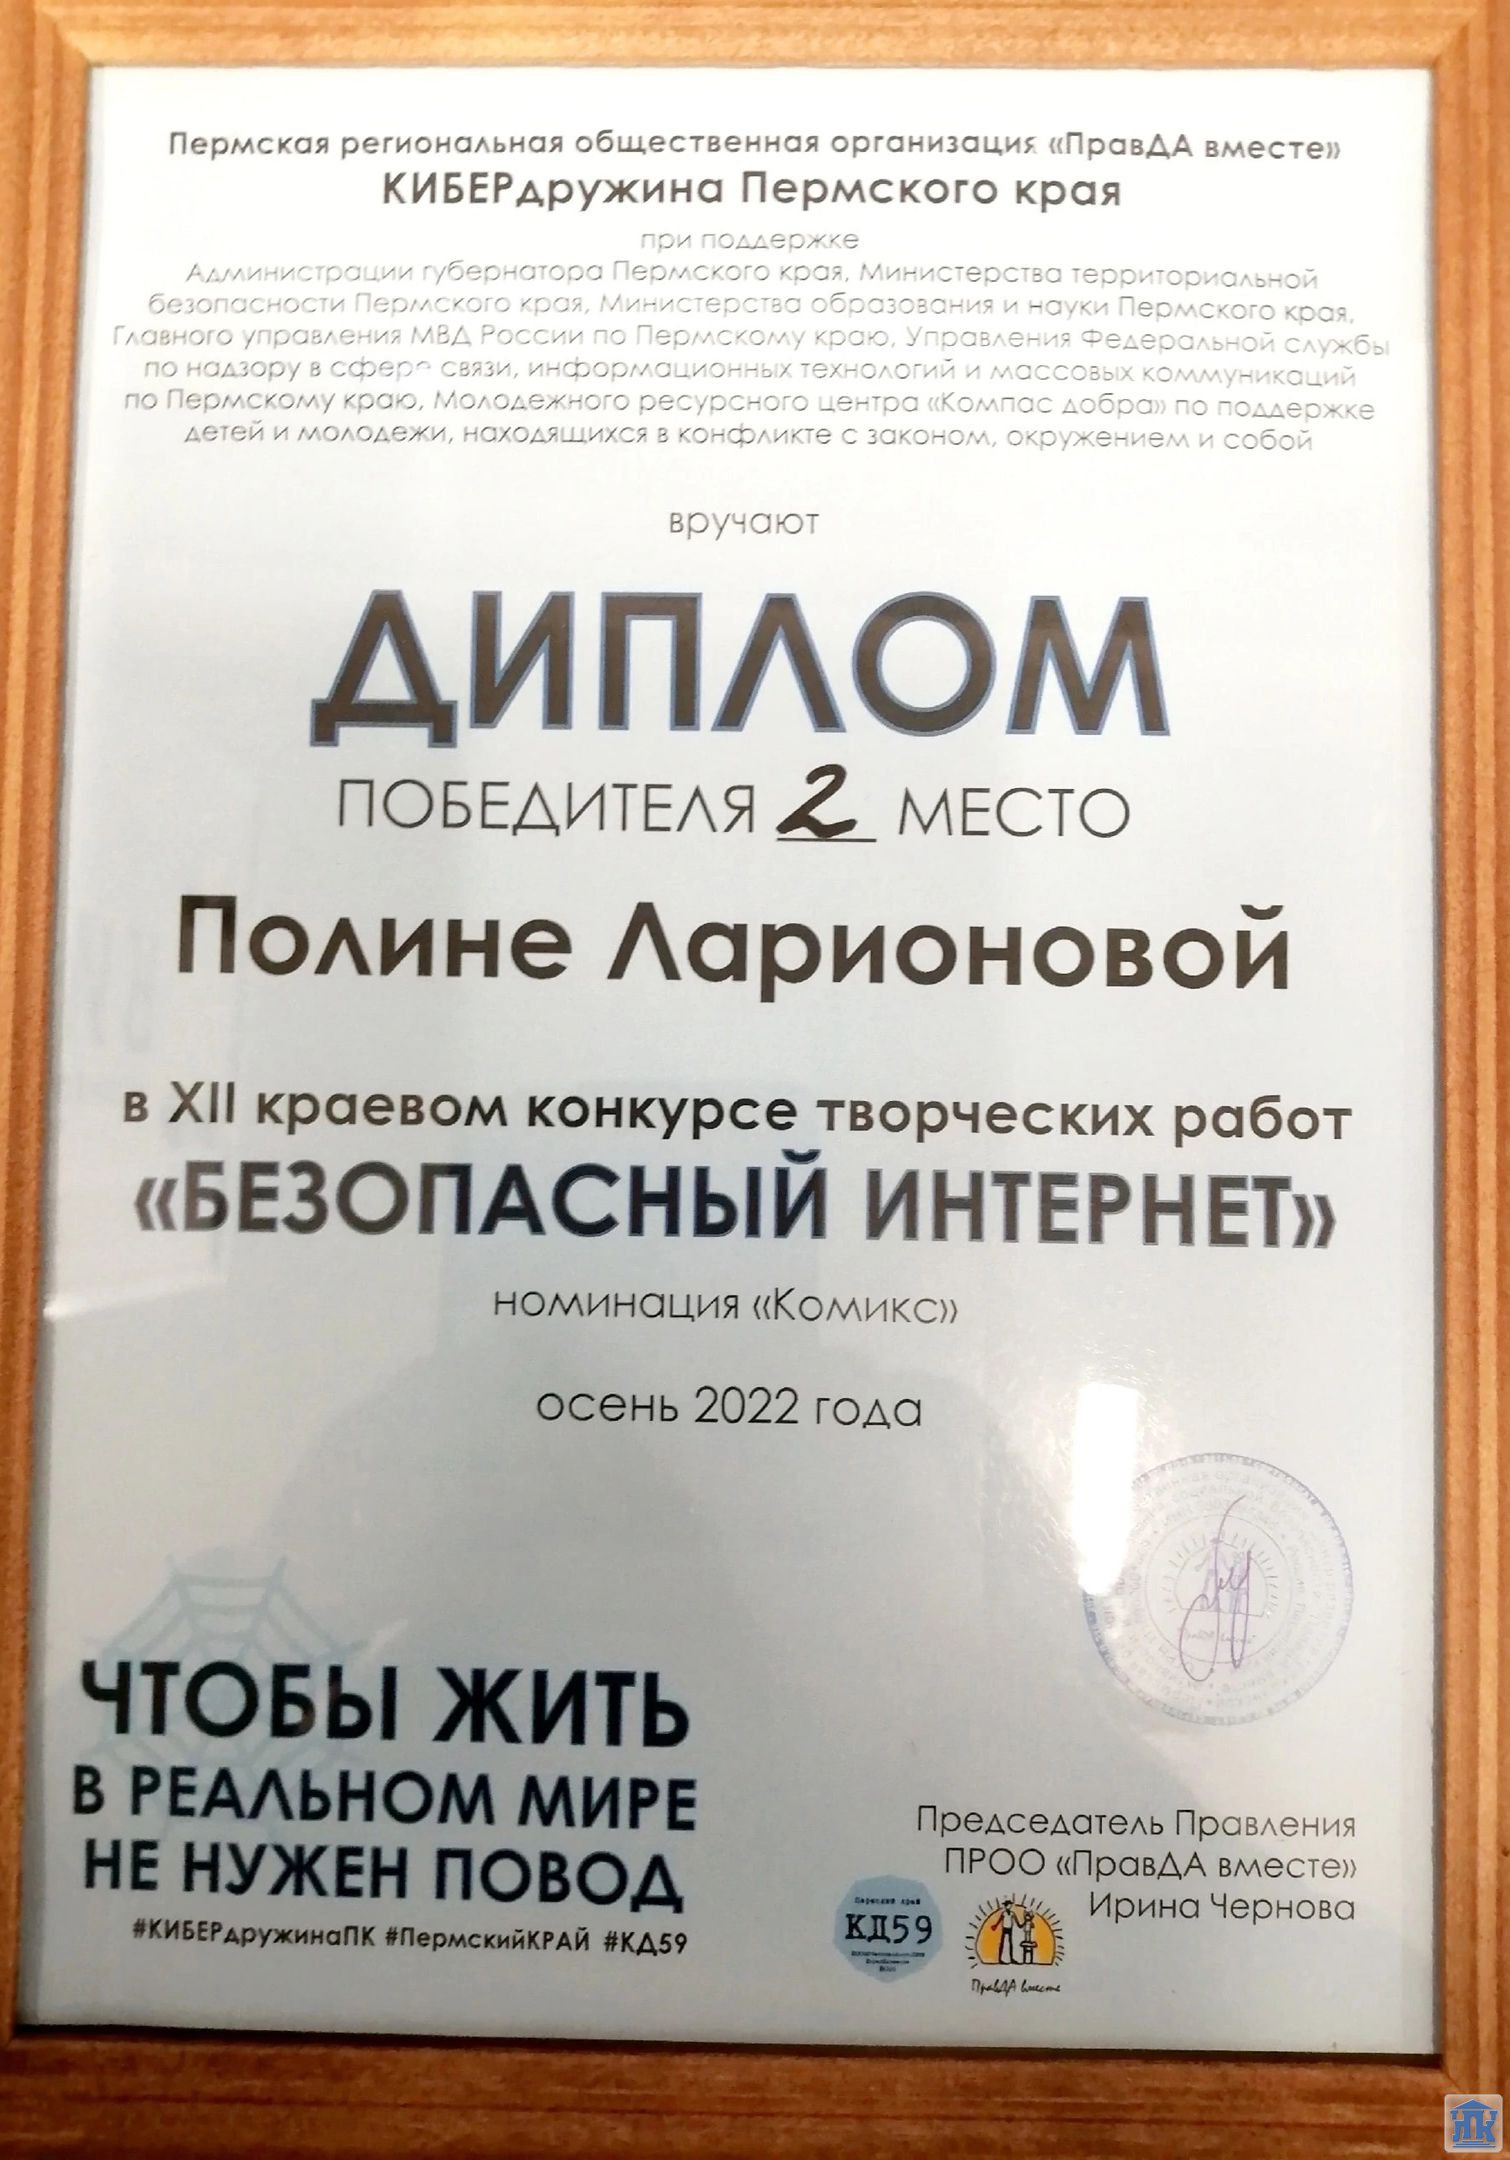 Пермская региональная общественная организация «ПравДА вместе»
КИБЕРдружина Пермского края
при поддержке
Администрации губернатора Пермского края, Министерства территориальной
безопасности Пермского края, Министерства образования и науки Пермского края,
Главного управления МВД России по Пермскому краю, Управления Федеральной службы
по надзору в сфере связи, информационных технологий и массовых коммуникаций
по Пермскому краю, Молодежного ресурсного центра «Компас добра» по поддержке
детей и молодежи, находящихся в конфликте с законом, окружением и собой
вручают
ДИПЛОМ
ПОБЕДИТЕЛЯ 2 МЕСТО
Полине Ларионовой
в XII краевом конкурсе творческих работ
«БЕЗОПАСНЫЙ ИНТЕРНЕТ»
номинация «Комикс»
осень 2022 года
ЧТОБЫ ЖИТЬ
В РЕАЛЬНОМ МИРЕ
НЕ НУЖЕН ПОВОД
#КИБЕРдружинаПК #ПермскийКРАЙ #КД59
Председатель Правления
ПРОО «ПравДА вместе»
Ирина Чернова
Пермский край
КД59
ПравДА вместе
ЛК